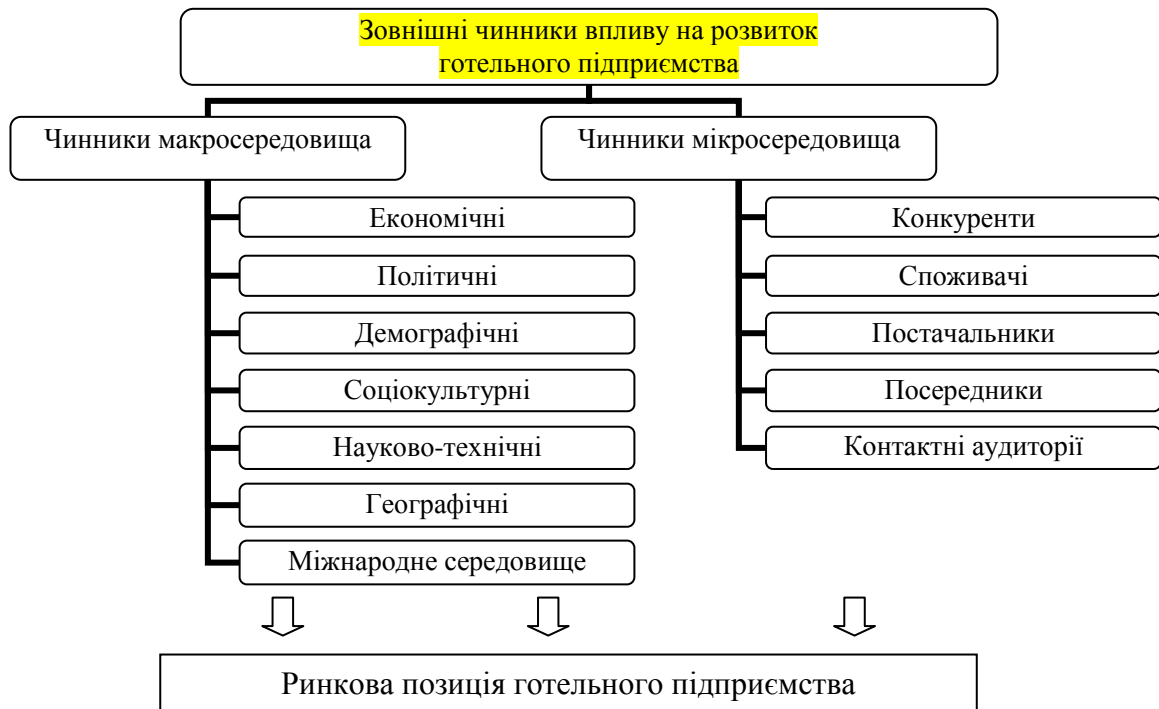 Зовнішні чинники впливу на розвиток
готельного підприємства
Чинники макросередовища
Чинники мікросередовища
Економічні
Політичні
Демографічні
Соціокультурні
Науково-технічні
Географічні
Міжнародне середовище
Конкуренти
Споживачі
Постачальники
Посередники
Контактні аудиторії
Ринкова позиція готельного підприємства